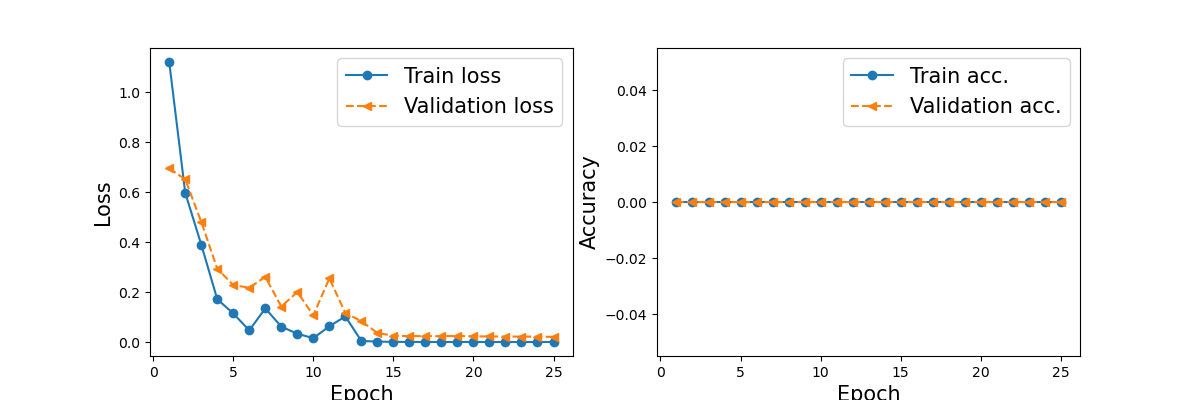 Train loss
Validation loss
1.0
0.8
0.6
0.4
0.2
0.0
Loss
0
5
10
15
20
25
Epoch
Train acc.
Validation acc.
0.04
0.02
0.00
−0.02
−0.04
Accuracy
0
5
10
15
20
25
Epoch